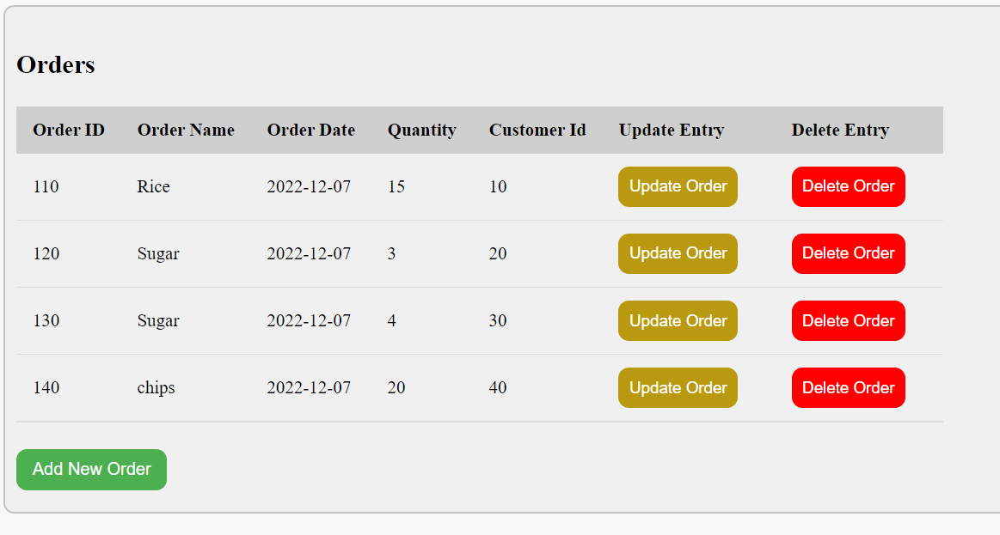 Orders
Order ID Order Name Order Date Quantity Customer Id Update Entry Delete Entry
110 Rice 2022-12-07 15 10 Update Order Delete Order
120 Sugar 2022-12-07 3 20 Update Order Delete Order
130 Sugar 2022-12-07 4 30 Update Order Delete Order
140 chips 2022-12-07 20 40 Update Order Delete Order
Add New Order